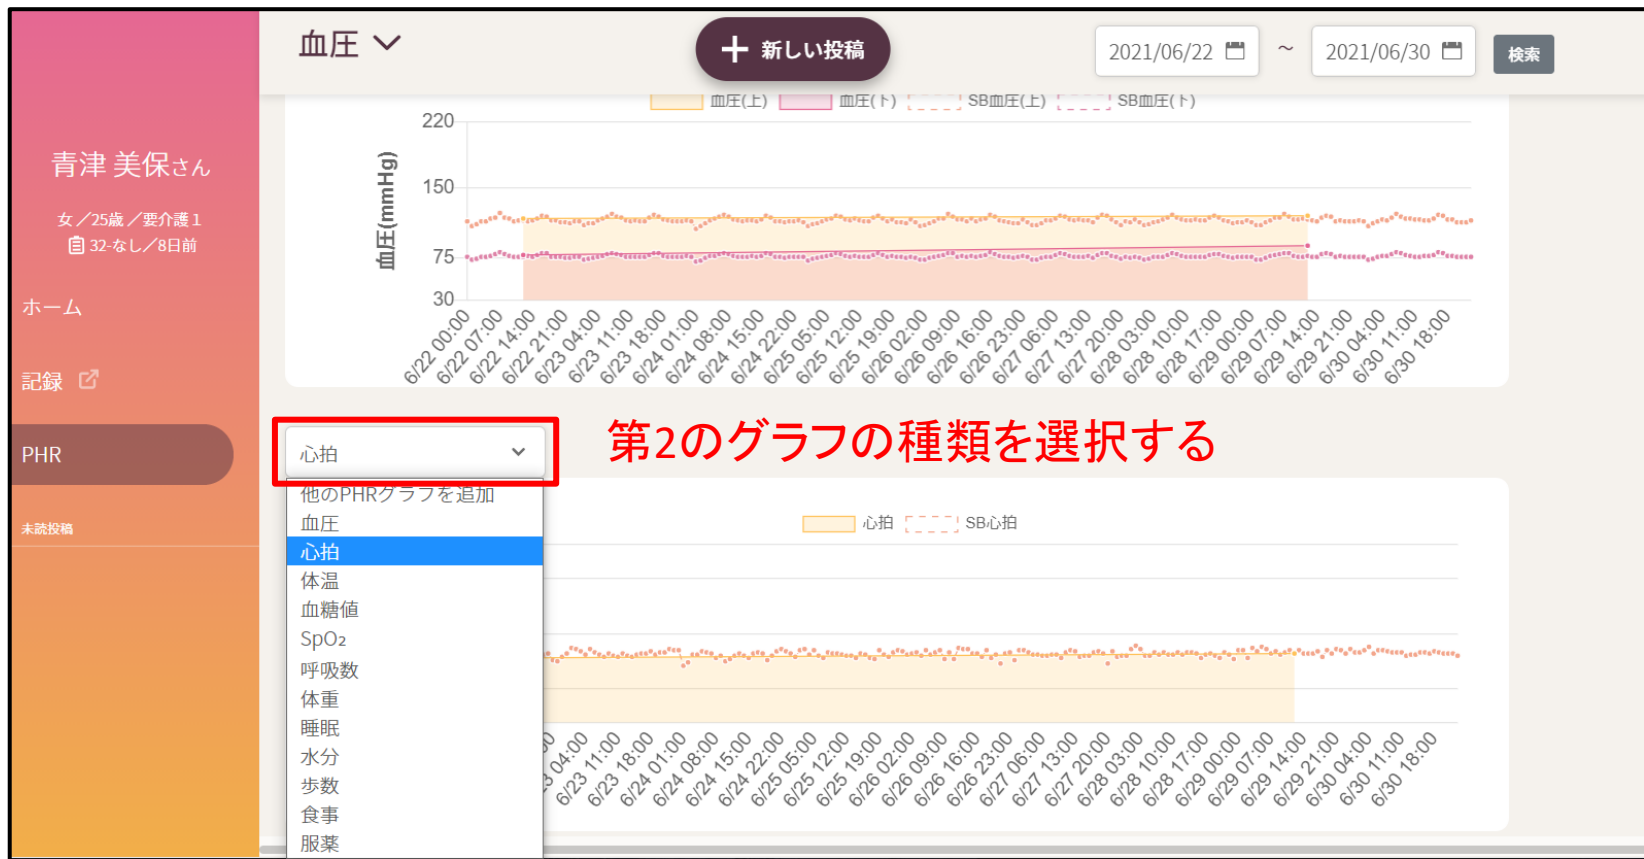 血圧
新しい投稿
2021/06/22 ～ 2021/06/30 検索
青津 美保さん
女／25歳／要介護1
32-なし／8日前
ホーム
記録
PHR
未読投稿
血圧(上) 血圧(下) SB血圧(上) SB血圧(下)
血圧(mmHg)
220
150
75
30
6/22 00:00 6/22 07:00 6/22 14:00 6/22 21:00 6/23 04:00 6/23 11:00 6/23 18:00 6/24 01:00 6/24 08:00 6/24 15:00 6/24 22:00 6/25 05:00 6/25 12:00 6/25 19:00 6/26 02:00 6/26 09:00 6/26 16:00 6/26 23:00 6/27 06:00 6/27 13:00 6/27 20:00 6/28 03:00 6/28 10:00 6/28 17:00 6/29 00:00 6/29 07:00 6/29 14:00 6/29 21:00 6/30 04:00 6/30 11:00 6/30 18:00
心拍
第2のグラフの種類を選択する
他のPHRグラフを追加
血圧
心拍
体温
血糖値
SpO₂
呼吸数
体重
睡眠
水分
歩数
食事
服薬
心拍 SB心拍
04:00 6/23 11:00 6/23 18:00 6/24 01:00 6/24 08:00 6/24 15:00 6/24 22:00 6/25 05:00 6/25 12:00 6/25 19:00 6/26 02:00 6/26 09:00 6/26 16:00 6/26 23:00 6/27 06:00 6/27 13:00 6/27 20:00 6/28 03:00 6/28 10:00 6/28 17:00 6/29 00:00 6/29 07:00 6/29 14:00 6/29 21:00 6/30 04:00 6/30 11:00 6/30 18:00